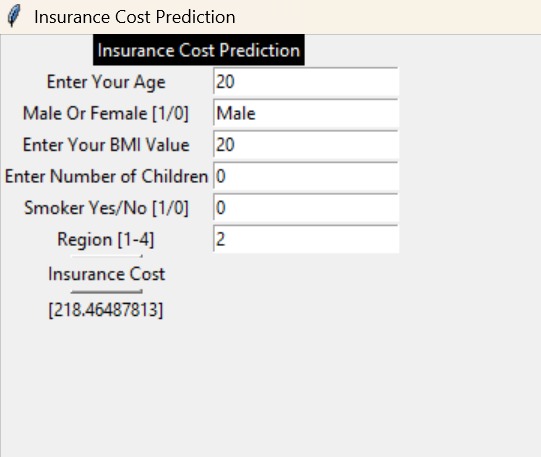 Insurance Cost Prediction
Insurance Cost Prediction
Enter Your Age 20
Male Or Female [1/0] Male
Enter Your BMI Value 20
Enter Number of Children 0
Smoker Yes/No [1/0] 0
Region [1-4] 2
Insurance Cost
[218.46487813]